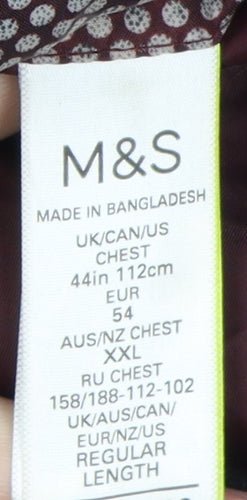 M&S
MADE IN BANGLADESH
UK/CAN/US
CHEST
44in 112cm
EUR
54
AUS/NZ CHEST
XXL
RU CHEST
158/188-112-102
UK/AUS/CAN/
EUR/NZ/US
REGULAR
LENGTH